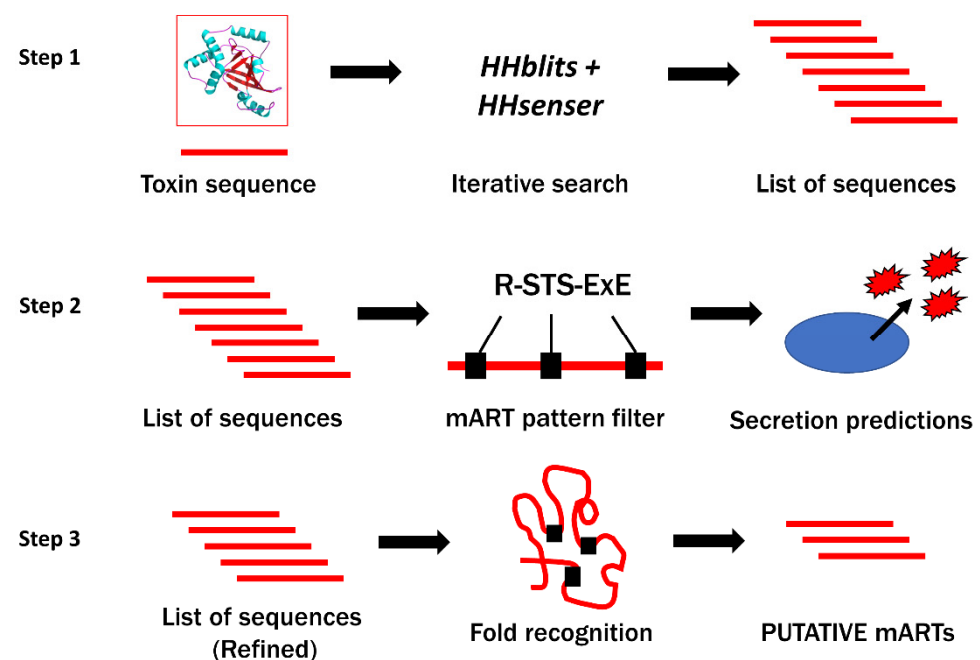 Step 1
HHblits +
HHsenser
Toxin sequence
Iterative search
List of sequences
Step 2
R-STS-ExE
List of sequences
mART pattern filter
Secretion predictions
Step 3
List of sequences
(Refined)
Fold recognition
PUTATIVE mARTs